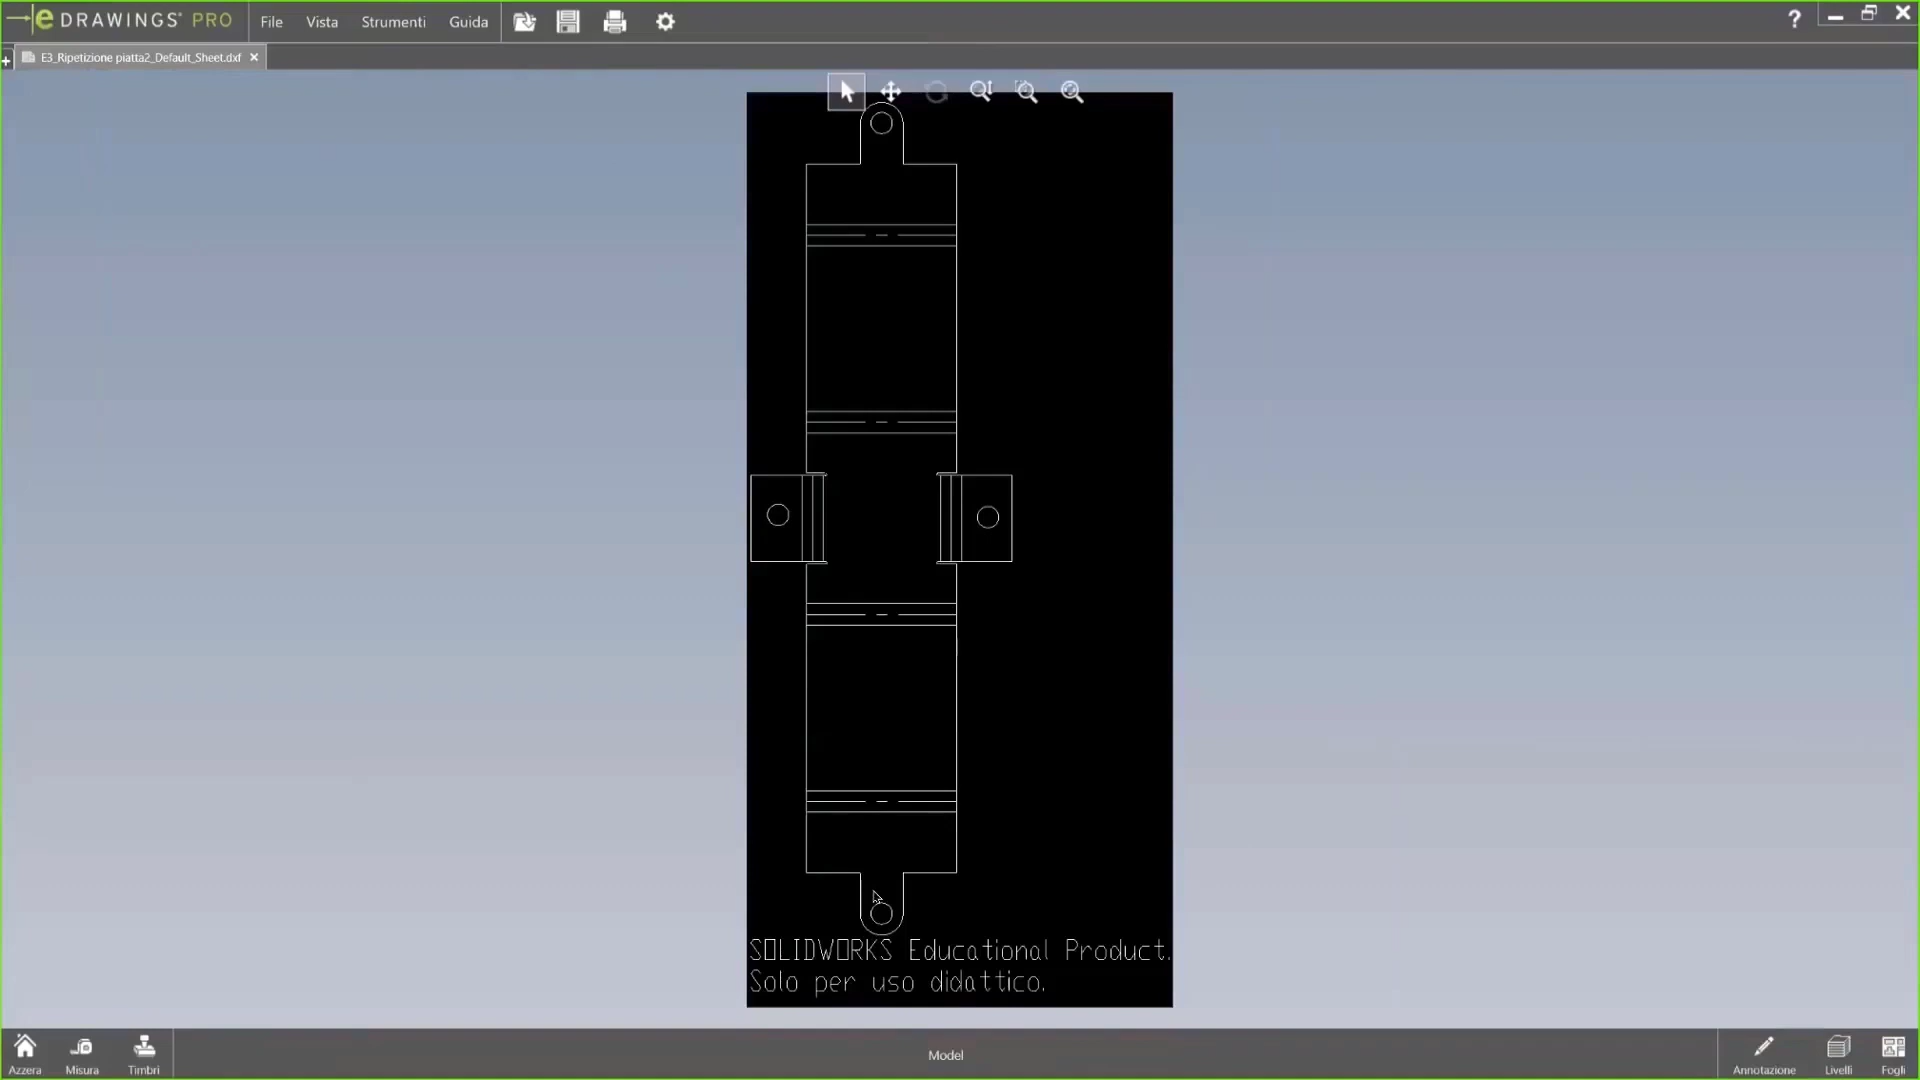 eDRAWINGS® PRO
File
Vista
Strumenti
Guida
?
E3_Ripetizione piatta2_Default_Sheet.dxf
SOLIDWORKS Educational Product.
Solo per uso didattico.
Azzera
Misura
Timbri
Model
Annotazione
Livelli
Fogli